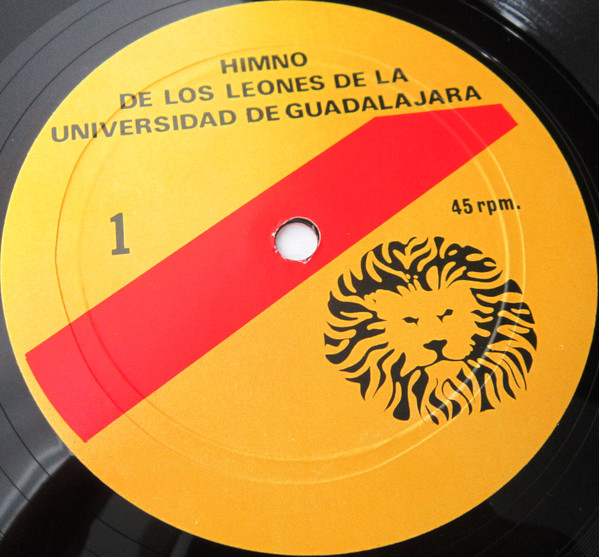 HIMNO
DE LOS LEONES DE LA
UNIVERSIDAD DE GUADALAJARA
1
45 rpm.